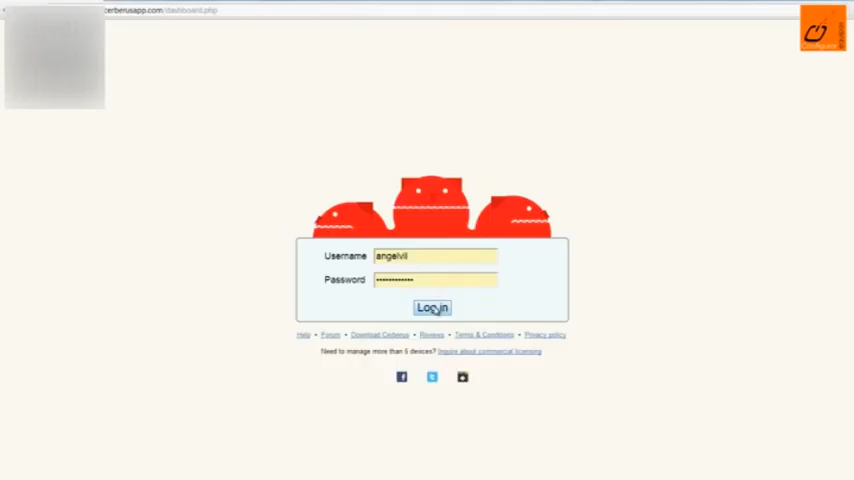 cerberusapp.com/dashboard.php
Username angelvil
Password ••••••••••••
Log in
Help • Forum • Download Cerberus • Reviews • Terms & Conditions • Privacy policy
Need to manage more than 5 devices? Inquire about commercial licensing